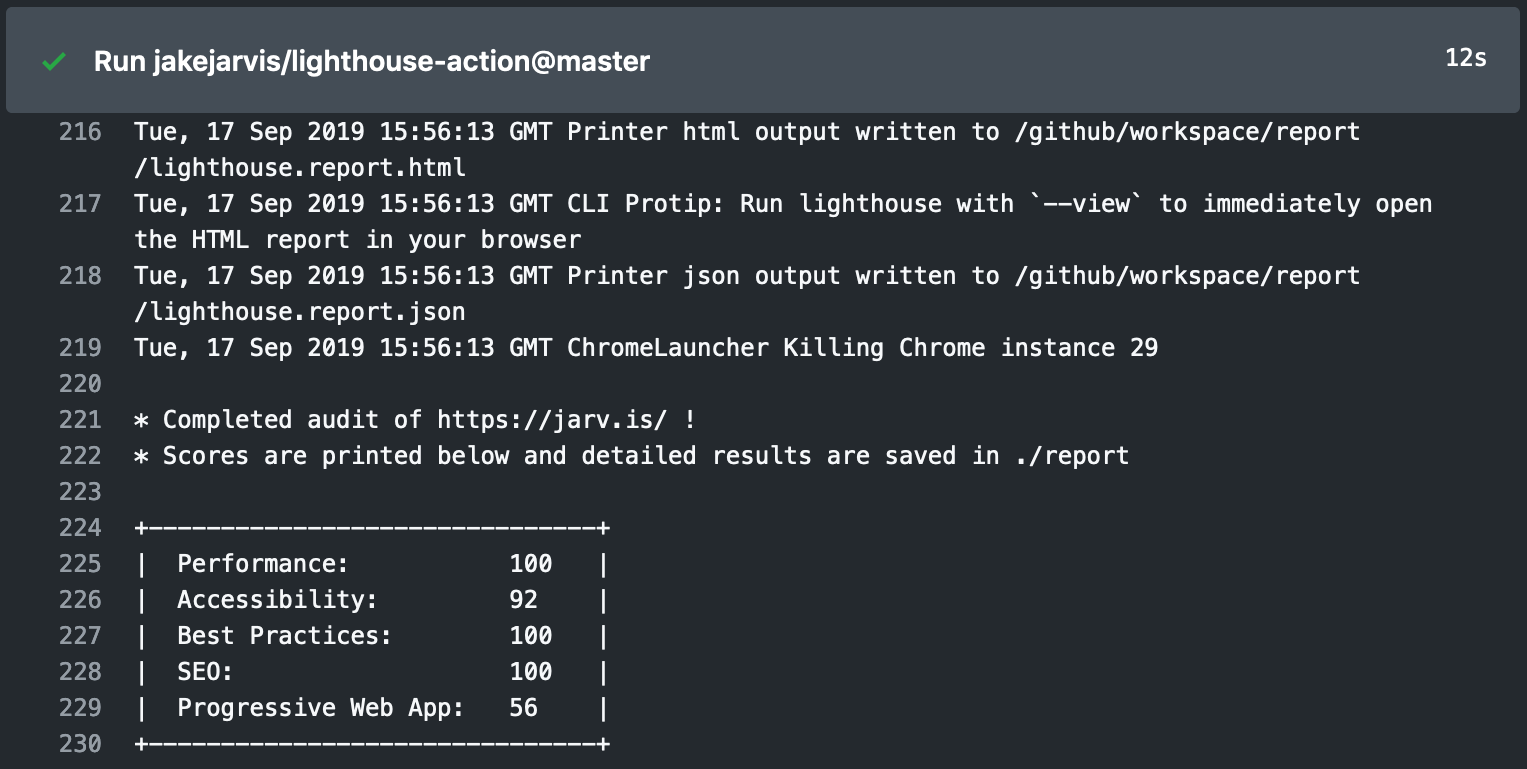 Run jakejarvis/lighthouse-action@master 12s
216 Tue, 17 Sep 2019 15:56:13 GMT Printer html output written to /github/workspace/report
/lighthouse.report.html
217 Tue, 17 Sep 2019 15:56:13 GMT CLI Protip: Run lighthouse with `--view` to immediately open
the HTML report in your browser
218 Tue, 17 Sep 2019 15:56:13 GMT Printer json output written to /github/workspace/report
/lighthouse.report.json
219 Tue, 17 Sep 2019 15:56:13 GMT ChromeLauncher Killing Chrome instance 29
220
221 * Completed audit of https://jarv.is/ !
222 * Scores are printed below and detailed results are saved in ./report
223
224 +-------------------------------+
225 |  Performance:           100   |
226 |  Accessibility:         92    |
227 |  Best Practices:        100   |
228 |  SEO:                   100   |
229 |  Progressive Web App:   56    |
230 +-------------------------------+